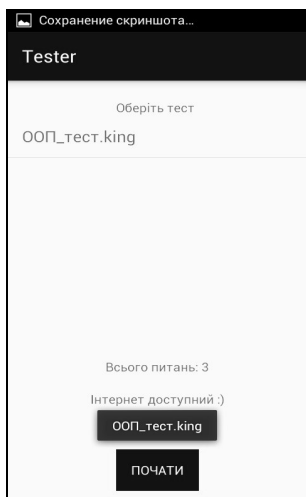 Сохранение скриншота...
Tester
Оберіть тест
ООП_тест.king
Всього питань: 3
Інтернет доступний :)
ООП_тест.king
ПОЧАТИ